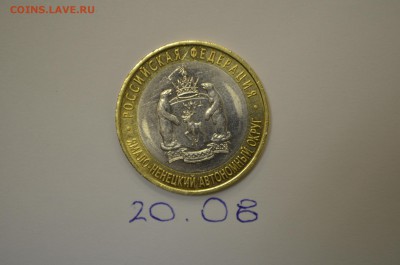 COINS.LAVE.RU
РОССИЙСКАЯ ФЕДЕРАЦИЯ
ЯМАЛО-НЕНЕЦКИЙ АВТОНОМНЫЙ ОКРУГ
20.08